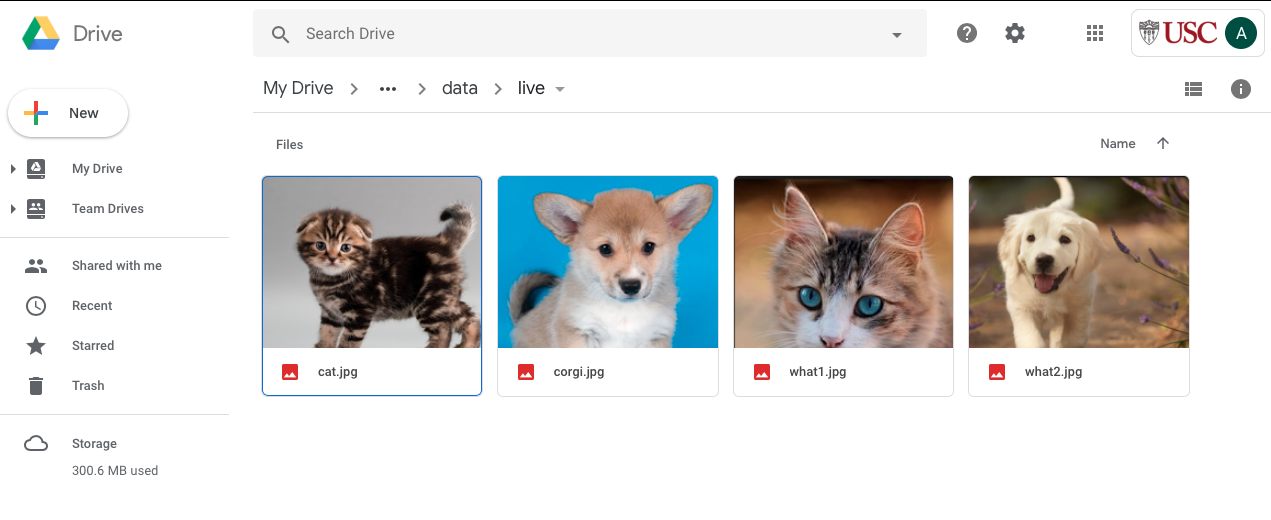 Drive
Search Drive
USC A
My Drive ... data live
New
Files
Name
My Drive
Team Drives
Shared with me
Recent
Starred
Trash
Storage
300.6 MB used
cat.jpg
corgi.jpg
what1.jpg
what2.jpg